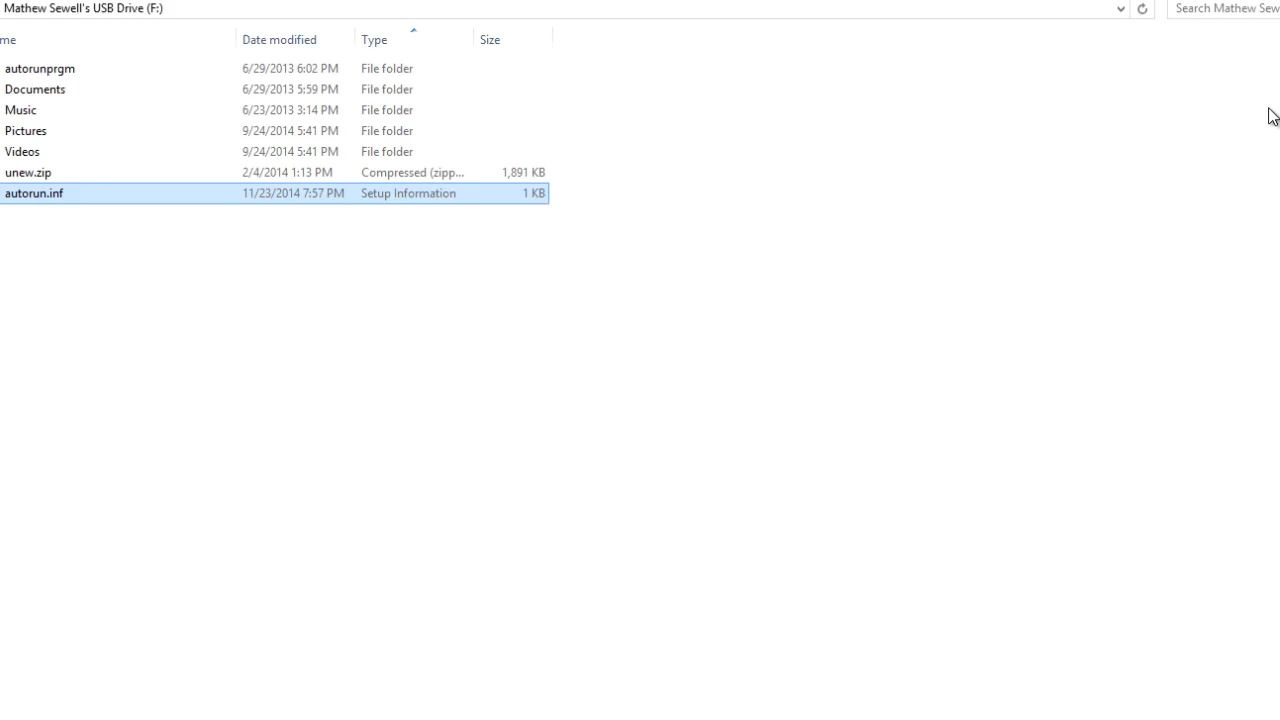 Mathew Sewell's USB Drive (F:) Search Mathew Sew
me Date modified Type Size
autorunprgm 6/29/2013 6:02 PM File folder
Documents 6/29/2013 5:59 PM File folder
Music 6/23/2013 3:14 PM File folder
Pictures 9/24/2014 5:41 PM File folder
Videos 9/24/2014 5:41 PM File folder
unew.zip 2/4/2014 1:13 PM Compressed (zipp... 1,891 KB
autorun.inf 11/23/2014 7:57 PM Setup Information 1 KB